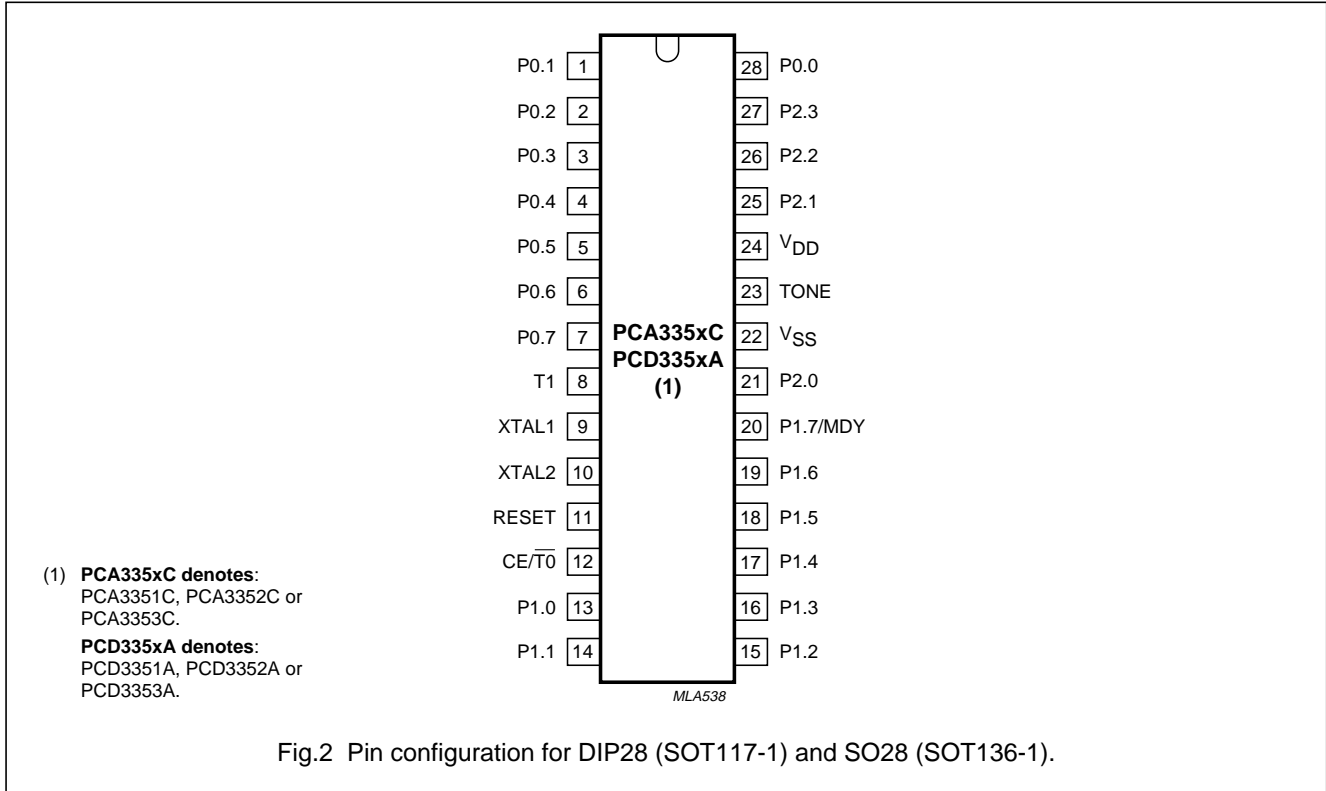 P0.1 1 28 P0.0
P0.2 2 27 P2.3
P0.3 3 26 P2.2
P0.4 4 25 P2.1
P0.5 5 24 VDD
P0.6 6 23 TONE
P0.7 7 PCA335xC 22 VSS
PCD335xA
T1 8 (1) 21 P2.0
XTAL1 9 20 P1.7/MDY
XTAL2 10 19 P1.6
RESET 11 18 P1.5
CE/T̅0̅ 12 17 P1.4
P1.0 13 16 P1.3
P1.1 14 15 P1.2
(1) PCA335xC denotes:
PCA3351C, PCA3352C or
PCA3353C.
PCD335xA denotes:
PCD3351A, PCD3352A or
PCD3353A.
MLA538
Fig.2 Pin configuration for DIP28 (SOT117-1) and SO28 (SOT136-1).